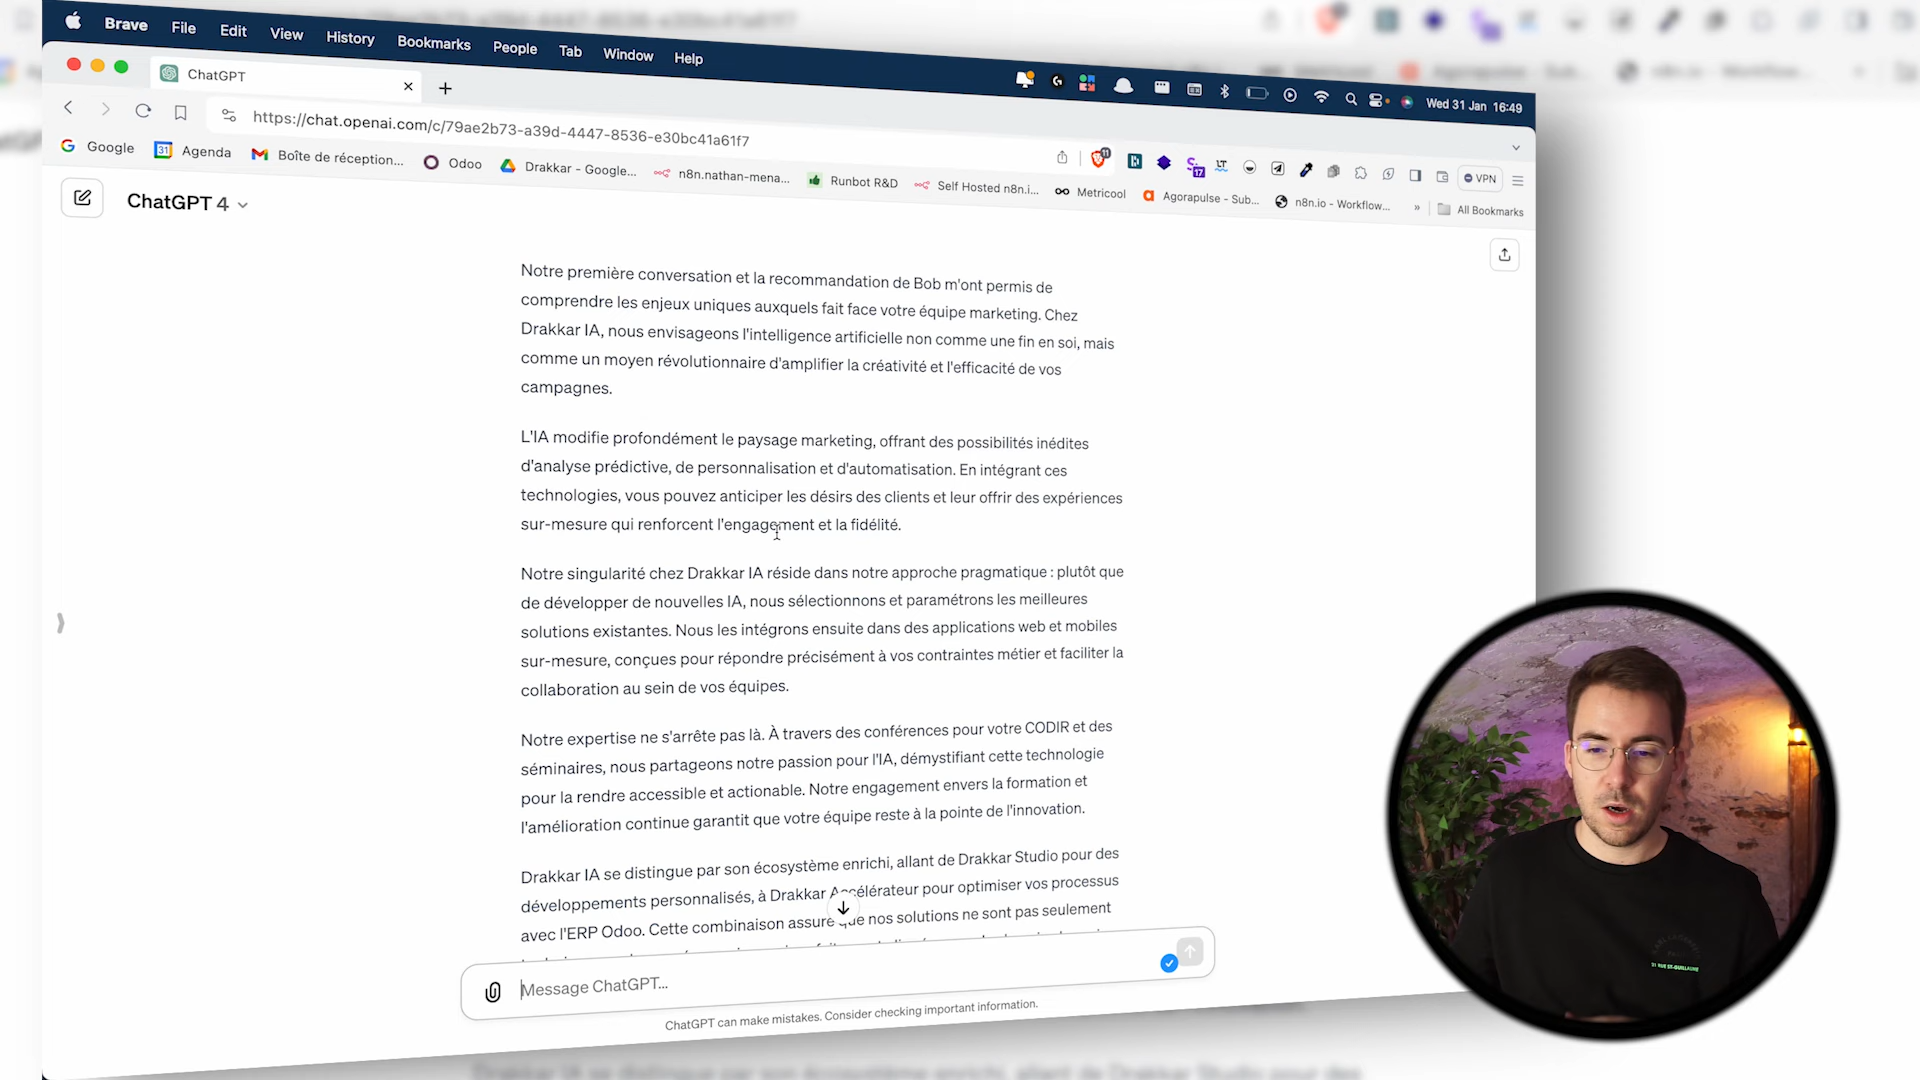 Brave File Edit View History Bookmarks People Tab Window Help
Wed 31 Jan 16:49
ChatGPT
https://chat.openai.com/c/79ae2b73-a39d-4447-8536-e30bc41a61f7
11
17
VPN
Google
31 Agenda
Boîte de réception...
Odoo
Drakkar - Google...
n8n.nathan-mena...
Runbot R&D
Self Hosted n8n.i...
Metricool
Agorapulse - Sub...
n8n.io - Workflow...
»
All Bookmarks
ChatGPT 4
Notre première conversation et la recommandation de Bob m'ont permis de
comprendre les enjeux uniques auxquels fait face votre équipe marketing. Chez
Drakkar IA, nous envisageons l'intelligence artificielle non comme une fin en soi, mais
comme un moyen révolutionnaire d'amplifier la créativité et l'efficacité de vos
campagnes.
L'IA modifie profondément le paysage marketing, offrant des possibilités inédites
d'analyse prédictive, de personnalisation et d'automatisation. En intégrant ces
technologies, vous pouvez anticiper les désirs des clients et leur offrir des expériences
sur-mesure qui renforcent l'engagement et la fidélité.
Notre singularité chez Drakkar IA réside dans notre approche pragmatique : plutôt que
de développer de nouvelles IA, nous sélectionnons et paramétrons les meilleures
solutions existantes. Nous les intégrons ensuite dans des applications web et mobiles
sur-mesure, conçues pour répondre précisément à vos contraintes métier et faciliter la
collaboration au sein de vos équipes.
Notre expertise ne s'arrête pas là. À travers des conférences pour votre CODIR et des
séminaires, nous partageons notre passion pour l'IA, démystifiant cette technologie
pour la rendre accessible et actionable. Notre engagement envers la formation et
l'amélioration continue garantit que votre équipe reste à la pointe de l'innovation.
Drakkar IA se distingue par son écosystème enrichi, allant de Drakkar Studio pour des
développements personnalisés, à Drakkar Accélérateur pour optimiser vos processus
avec l'ERP Odoo. Cette combinaison assure que nos solutions ne sont pas seulement
Message ChatGPT...
ChatGPT can make mistakes. Consider checking important information.
31 RUE ST-GUILLAUME